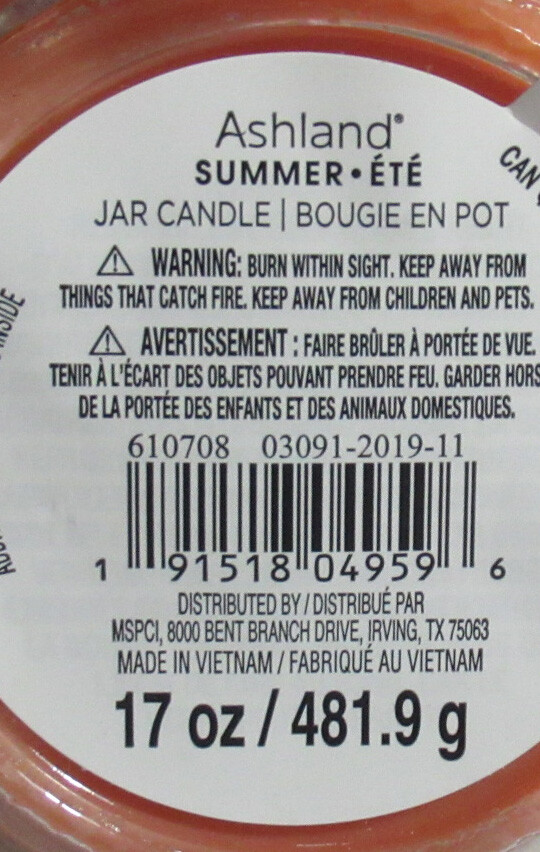 Ashland®
SUMMER • ÉTÉ
JAR CANDLE | BOUGIE EN POT
⚠ WARNING: BURN WITHIN SIGHT. KEEP AWAY FROM
THINGS THAT CATCH FIRE. KEEP AWAY FROM CHILDREN AND PETS.
⚠ AVERTISSEMENT : FAIRE BRÛLER À PORTÉE DE VUE.
TENIR À L'ÉCART DES OBJETS POUVANT PRENDRE FEU. GARDER HORS
DE LA PORTÉE DES ENFANTS ET DES ANIMAUX DOMESTIQUES.
610708 03091-2019-11
1 91518 04959 6
DISTRIBUTED BY / DISTRIBUÉ PAR
MSPCI, 8000 BENT BRANCH DRIVE, IRVING, TX 75063
MADE IN VIETNAM / FABRIQUÉ AU VIETNAM
17 oz / 481.9 g
CAN
INSIDE